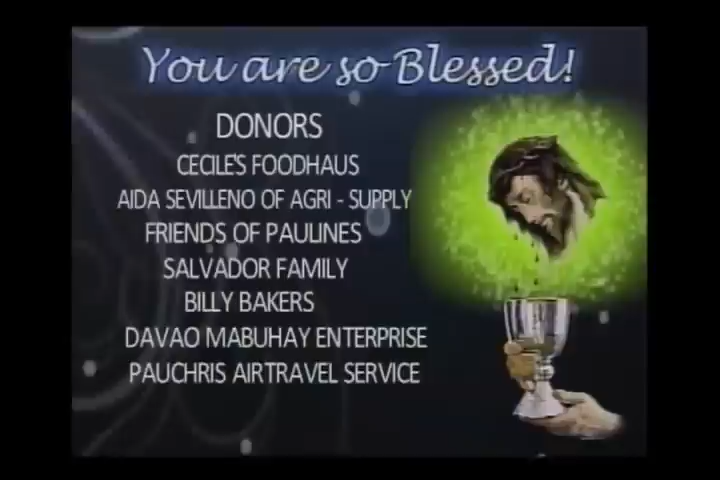 You are so Blessed!
DONORS
CECILE'S FOODHAUS
AIDA SEVILLENO OF AGRI - SUPPLY
FRIENDS OF PAULINES
SALVADOR FAMILY
BILLY BAKERS
DAVAO MABUHAY ENTERPRISE
PAUCHRIS AIRTRAVEL SERVICE